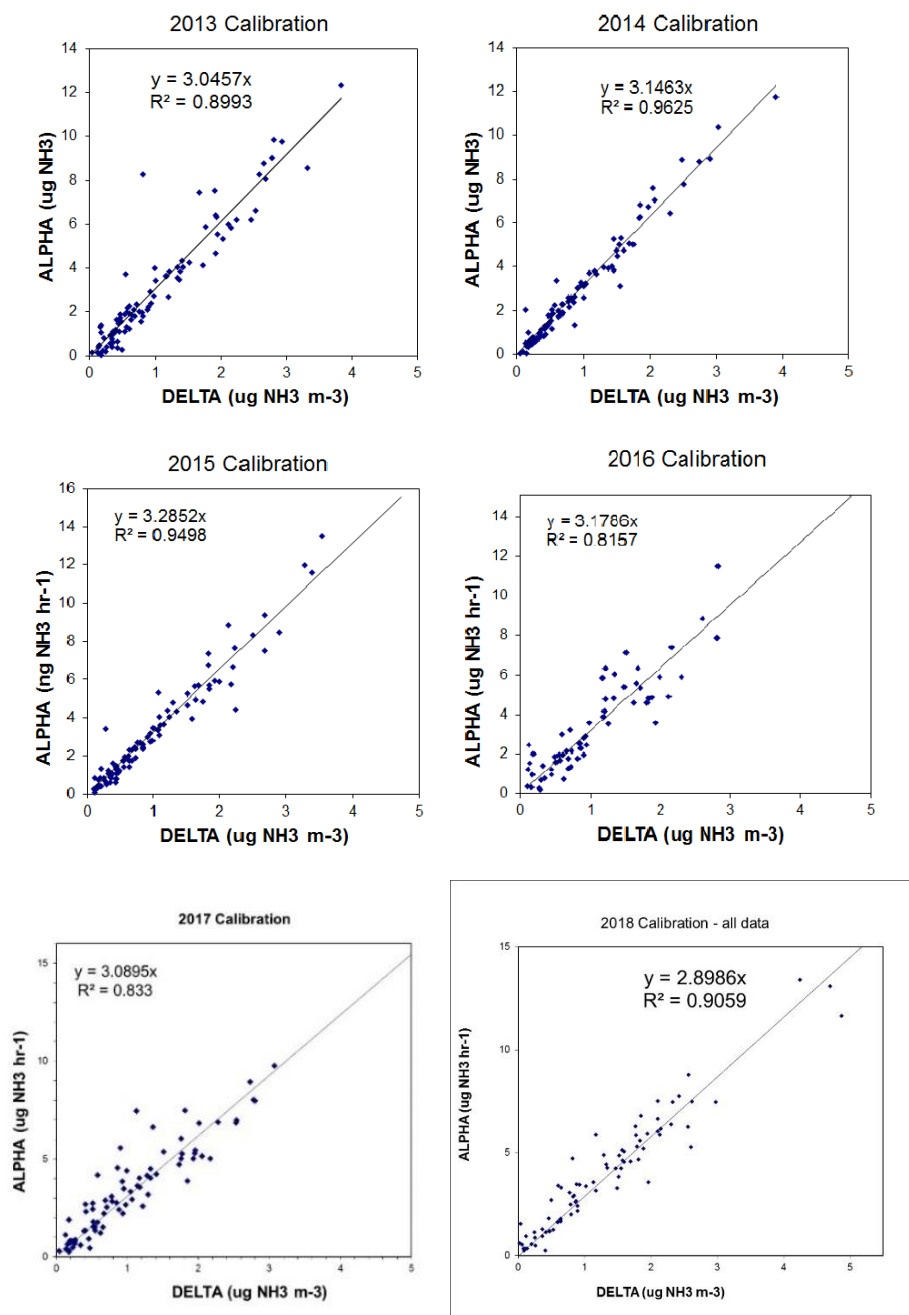 2013 Calibration
14
12
10
8
6
4
2
0
y = 3.0457x
R² = 0.8993
ALPHA (ug NH3)
0 1 2 3 4 5
DELTA (ug NH3 m-3)
2014 Calibration
14
12
10
8
6
4
2
0
y = 3.1463x
R² = 0.9625
ALPHA (ug NH3)
0 1 2 3 4 5
DELTA (ug NH3 m-3)
2015 Calibration
16
14
12
10
8
6
4
2
0
y = 3.2852x
R² = 0.9498
ALPHA (ng NH3 hr-1)
0 1 2 3 4 5
DELTA (ug NH3 m-3)
2016 Calibration
14
12
10
8
6
4
2
0
y = 3.1786x
R² = 0.8157
ALPHA (ug NH3 hr-1)
0 1 2 3 4 5
DELTA (ug NH3 m-3)
2017 Calibration
15
10
5
0
y = 3.0895x
R² = 0.833
ALPHA (ug NH3 hr-1)
0 1 2 3 4 5
DELTA (ug NH3 m-3)
2018 Calibration - all data
15
10
5
0
y = 2.8986x
R² = 0.9059
ALPHA (ug NH3 hr-1)
0 1 2 3 4 5
DELTA (ug NH3 m-3)